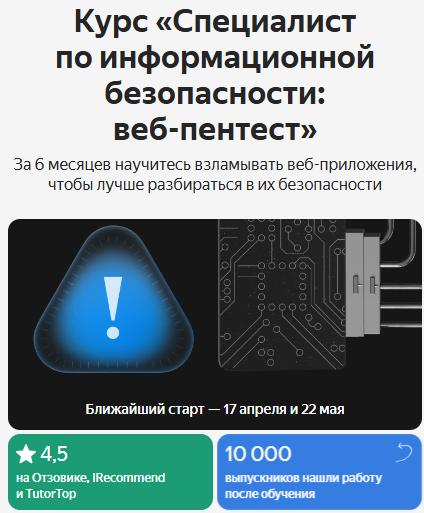 Курс «Специалист
по информационной
безопасности:
веб-пентест»
За 6 месяцев научитесь взламывать веб-приложения,
чтобы лучше разбираться в их безопасности
!
Ближайший старт — 17 апреля и 22 мая
4,5
на Отзовике, IRecommend
и TutorTop
10 000
выпускников нашли работу
после обучения